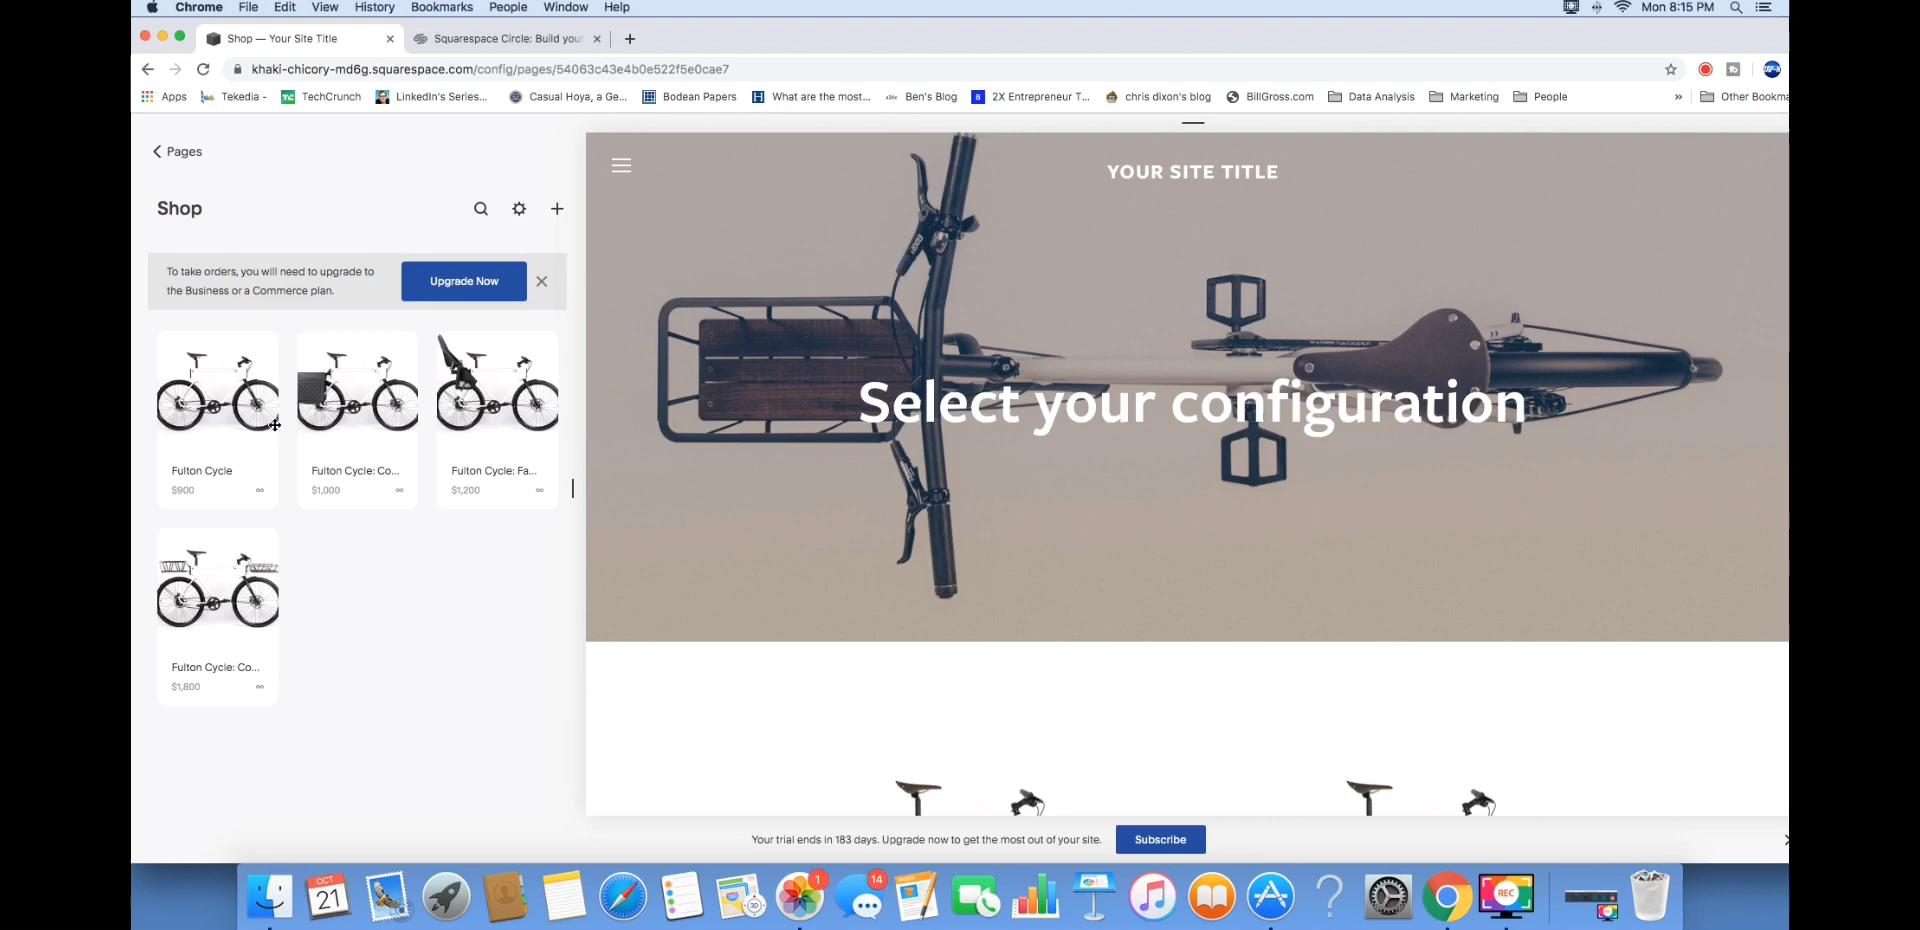 Chrome File Edit View History Bookmarks People Window Help Mon 8:15 PM
Shop — Your Site Title Squarespace Circle: Build your
khaki-chicory-md6g.squarespace.com/config/pages/54063c43e4b0e522f5e0cae7
Apps Tekedia - TechCrunch LinkedIn's Series... Casual Hoya, a Ge... Bodean Papers What are the most... Ben's Blog 2X Entrepreneur T... chris dixon's blog BillGross.com Data Analysis Marketing People » Other Bookma
Pages
Shop
To take orders, you will need to upgrade to
the Business or a Commerce plan.
Upgrade Now
Fulton Cycle
$900
Fulton Cycle: Co...
$1,000
Fulton Cycle: Fa...
$1,200
Fulton Cycle: Co...
$1,800
YOUR SITE TITLE
Select your configuration
Your trial ends in 183 days. Upgrade now to get the most out of your site. Subscribe
OCT
21
1
14
PAGES
REC